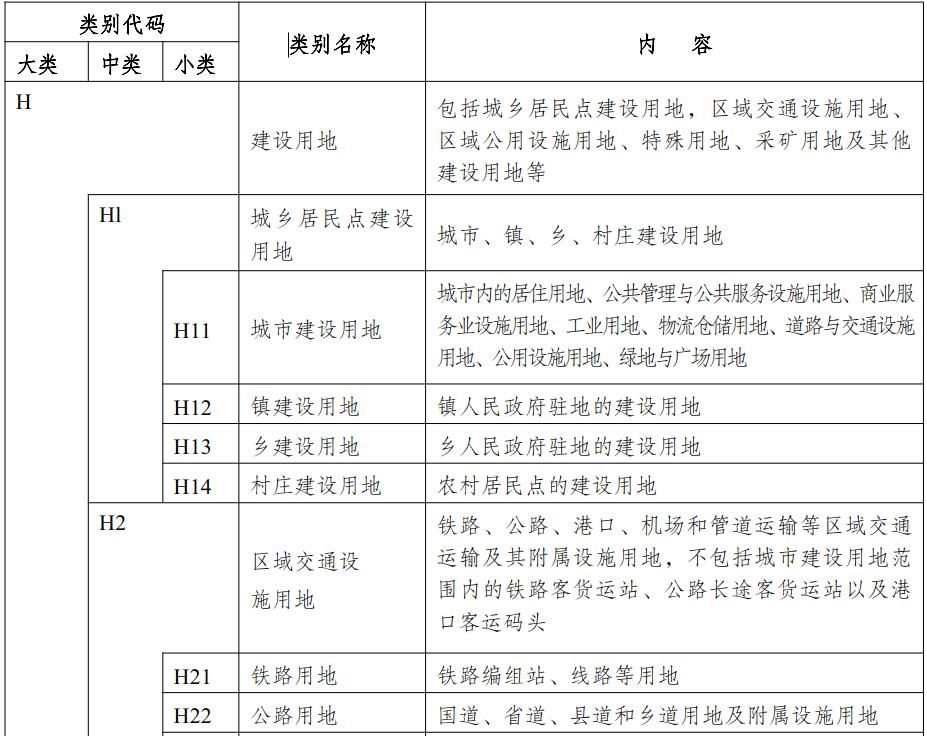 类别代码
类别名称
内 容
大类
中类
小类
H
建设用地
包括城乡居民点建设用地，区域交通设施用地、
区域公用设施用地、特殊用地、采矿用地及其他
建设用地等
Hl
城乡居民点建设
用地
城市、镇、乡、村庄建设用地
H11
城市建设用地
城市内的居住用地、公共管理与公共服务设施用地、商业服
务业设施用地、工业用地、物流仓储用地、道路与交通设施
用地、公用设施用地、绿地与广场用地
H12
镇建设用地
镇人民政府驻地的建设用地
H13
乡建设用地
乡人民政府驻地的建设用地
H14
村庄建设用地
农村居民点的建设用地
H2
区域交通设
施用地
铁路、公路、港口、机场和管道运输等区域交通
运输及其附属设施用地，不包括城市建设用地范
围内的铁路客货运站、公路长途客货运站以及港
口客运码头
H21
铁路用地
铁路编组站、线路等用地
H22
公路用地
国道、省道、县道和乡道用地及附属设施用地